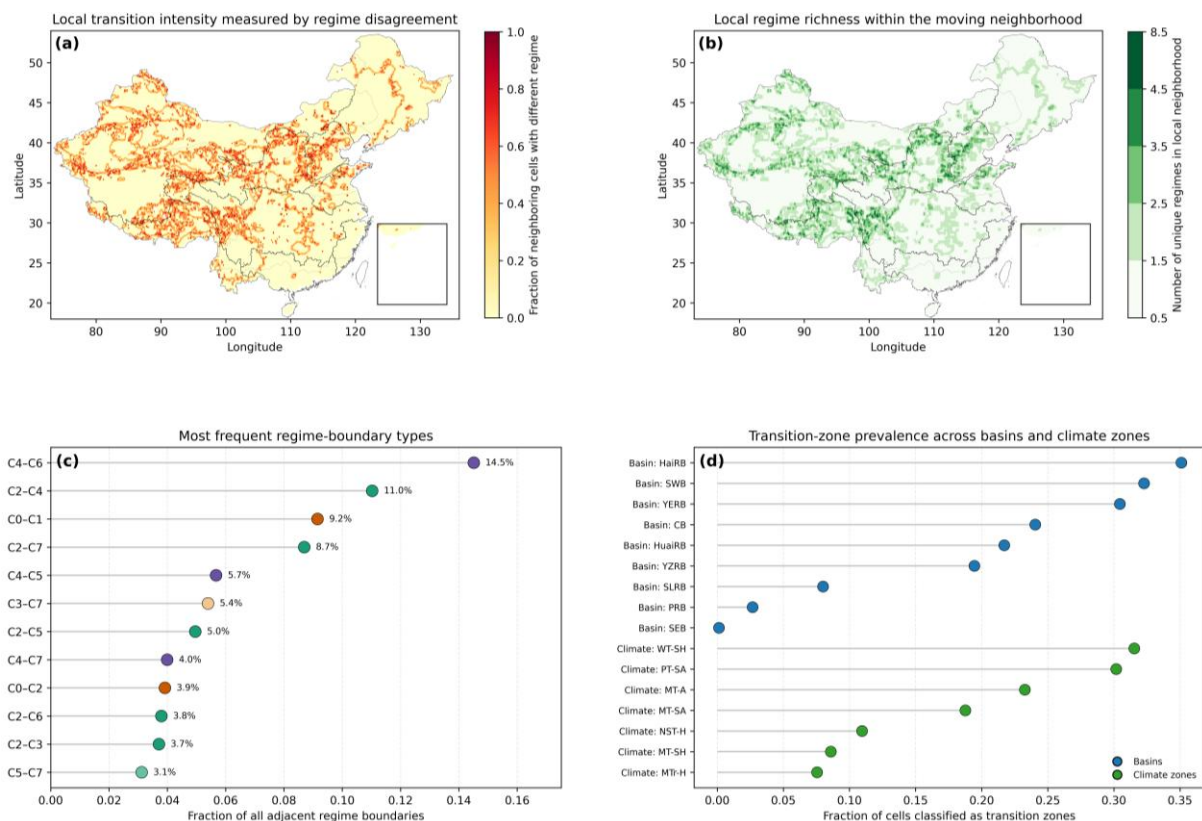 Local transition intensity measured by regime disagreement
(a)
50
45
40
35
30
25
20
Latitude
80 90 100 110 120 130
Longitude
1.0
0.8
0.6
0.4
0.2
0.0
Fraction of neighboring cells with different regime
Local regime richness within the moving neighborhood
(b)
50
45
40
35
30
25
20
Latitude
80 90 100 110 120 130
Longitude
8.5
4.5
3.5
2.5
1.5
0.5
Number of unique regimes in local neighborhood
Most frequent regime-boundary types
(c)
C4–C6 14.5%
C2–C4 11.0%
C0–C1 9.2%
C2–C7 8.7%
C4–C5 5.7%
C3–C7 5.4%
C2–C5 5.0%
C4–C7 4.0%
C0–C2 3.9%
C2–C6 3.8%
C2–C3 3.7%
C5–C7 3.1%
0.00 0.02 0.04 0.06 0.08 0.10 0.12 0.14 0.16
Fraction of all adjacent regime boundaries
Transition-zone prevalence across basins and climate zones
(d)
Basin: HaiRB
Basin: SWB
Basin: YERB
Basin: CB
Basin: HuaiRB
Basin: YZRB
Basin: SLRB
Basin: PRB
Basin: SEB
Climate: WT-SH
Climate: PT-SA
Climate: MT-A
Climate: MT-SA
Climate: NST-H
Climate: MT-SH
Climate: MTr-H
Basins
Climate zones
0.00 0.05 0.10 0.15 0.20 0.25 0.30 0.35
Fraction of cells classified as transition zones